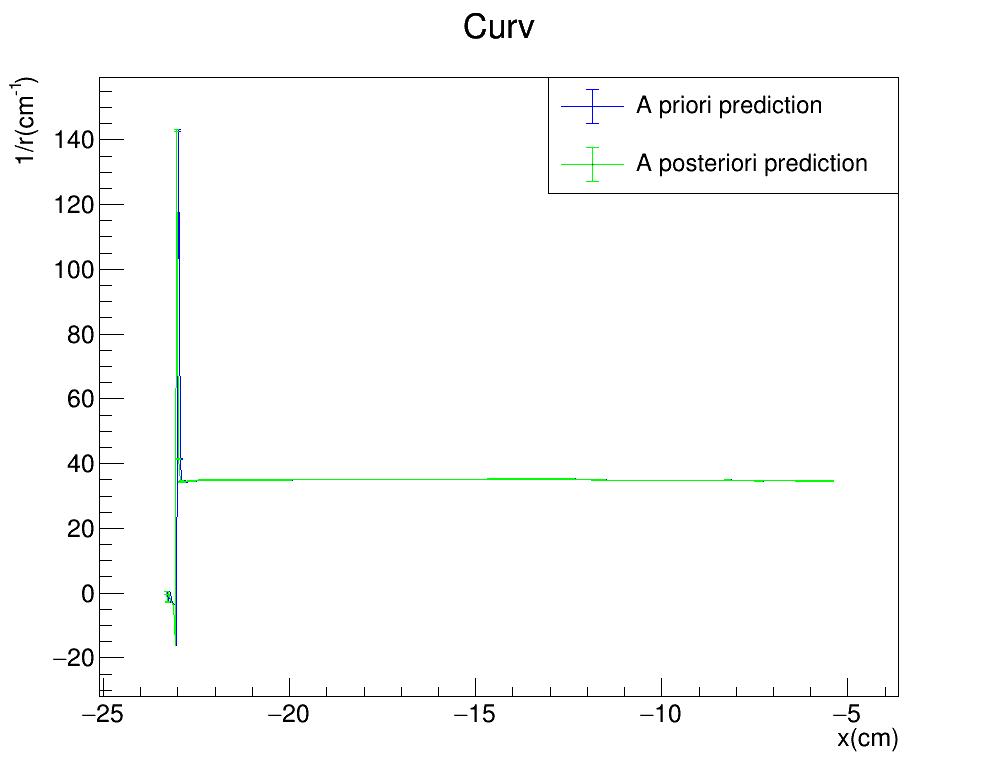 Curv
1/r(cm⁻¹)
A priori prediction
A posteriori prediction
140
120
100
80
60
40
20
0
−20
−25 −20 −15 −10 −5
x(cm)